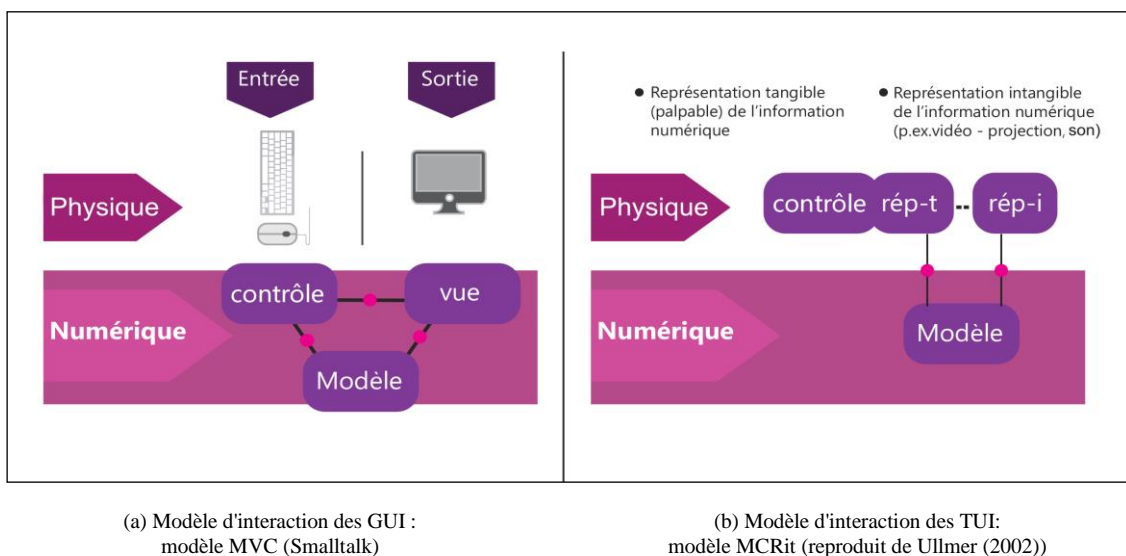 Entrée
Sortie
Physique
contrôle
vue
Numérique
Modèle
● Représentation tangible
(palpable) de l'information
numérique
● Représentation intangible
de l'information numérique
(p.ex.vidéo - projection, son)
Physique
contrôle
rép-t
rép-i
Numérique
Modèle
(a) Modèle d'interaction des GUI :
modèle MVC (Smalltalk)
(b) Modèle d'interaction des TUI:
modèle MCRit (reproduit de Ullmer (2002))